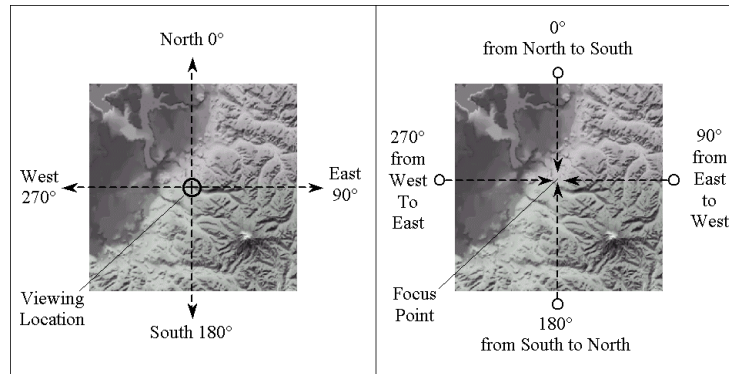 North 0°
West
270°
East
90°
Viewing
Location
South 180°
0°
from North to South
270°
from
West
To
East
90°
from
East
to
West
Focus
Point
180°
from South to North